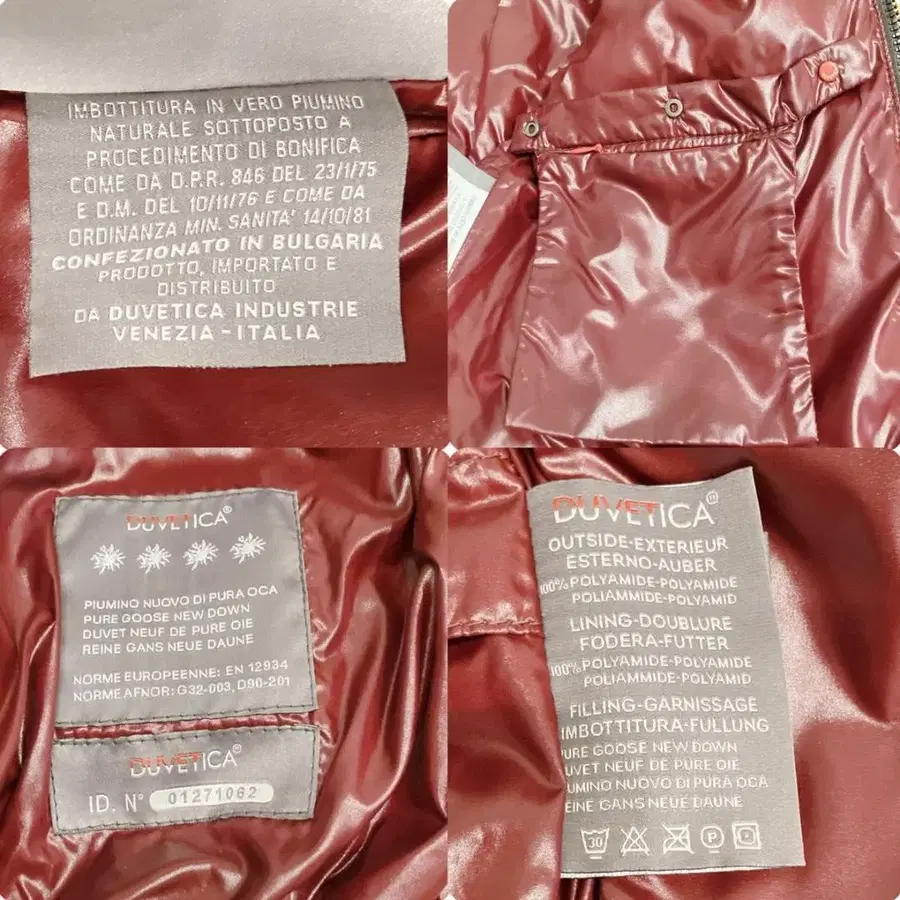 IMBOTTITURA IN VERO PIUMINO
NATURALE SOTTOPOSTO A
PROCEDIMENTO DI BONIFICA
COME DA D.P.R. 846 DEL 23/1/75
E D.M. DEL 10/11/76 E COME DA
ORDINANZA MIN. SANITA' 14/10/81
CONFEZIONATO IN BULGARIA
PRODOTTO, IMPORTATO E
DISTRIBUITO
DA DUVETICA INDUSTRIE
VENEZIA - ITALIA
DUVETICA®
PIUMINO NUOVO DI PURA OCA
PURE GOOSE NEW DOWN
DUVET NEUF DE PURE OIE
REINE GANS NEUE DAUNE
NORME EUROPEENNE: EN 12934
NORME AFNOR: G32-003, D90-201
DUVETICA®
ID. N° 01271062
DUVETICA
OUTSIDE-EXTERIEUR
ESTERNO-AUBER
100% POLYAMIDE-POLYAMIDE
POLIAMMIDE-POLYAMID
LINING-DOUBLURE
FODERA-FUTTER
100% POLYAMIDE-POLYAMIDE
POLIAMMIDE-POLYAMID
FILLING-GARNISSAGE
IMBOTTITURA-FULLUNG
URE GOOSE NEW DOWN
UVET NEUF DE PURE OIE
UMINO NUOVO DI PURA OCA
EINE GANS NEUE DAUNE
30 P